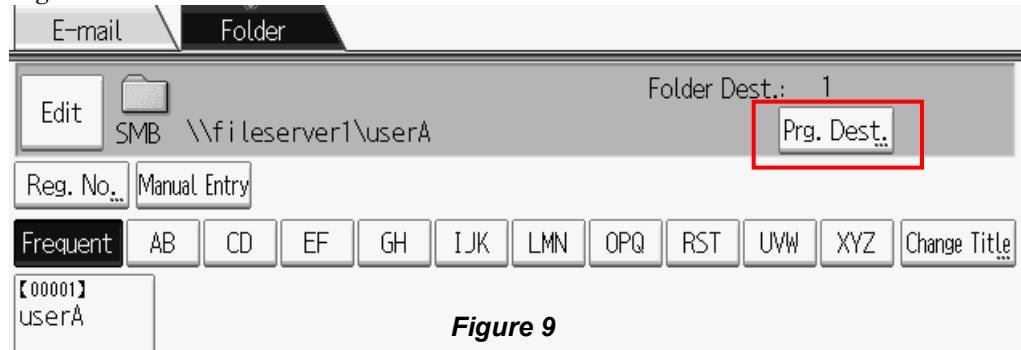 E-mail Folder
Edit SMB \\fileserver1\userA Folder Dest.: 1
Prg. Dest.
Reg. No. Manual Entry
Frequent AB CD EF GH IJK LMN OPQ RST UVW XYZ Change Title
【00001】
userA
Figure 9